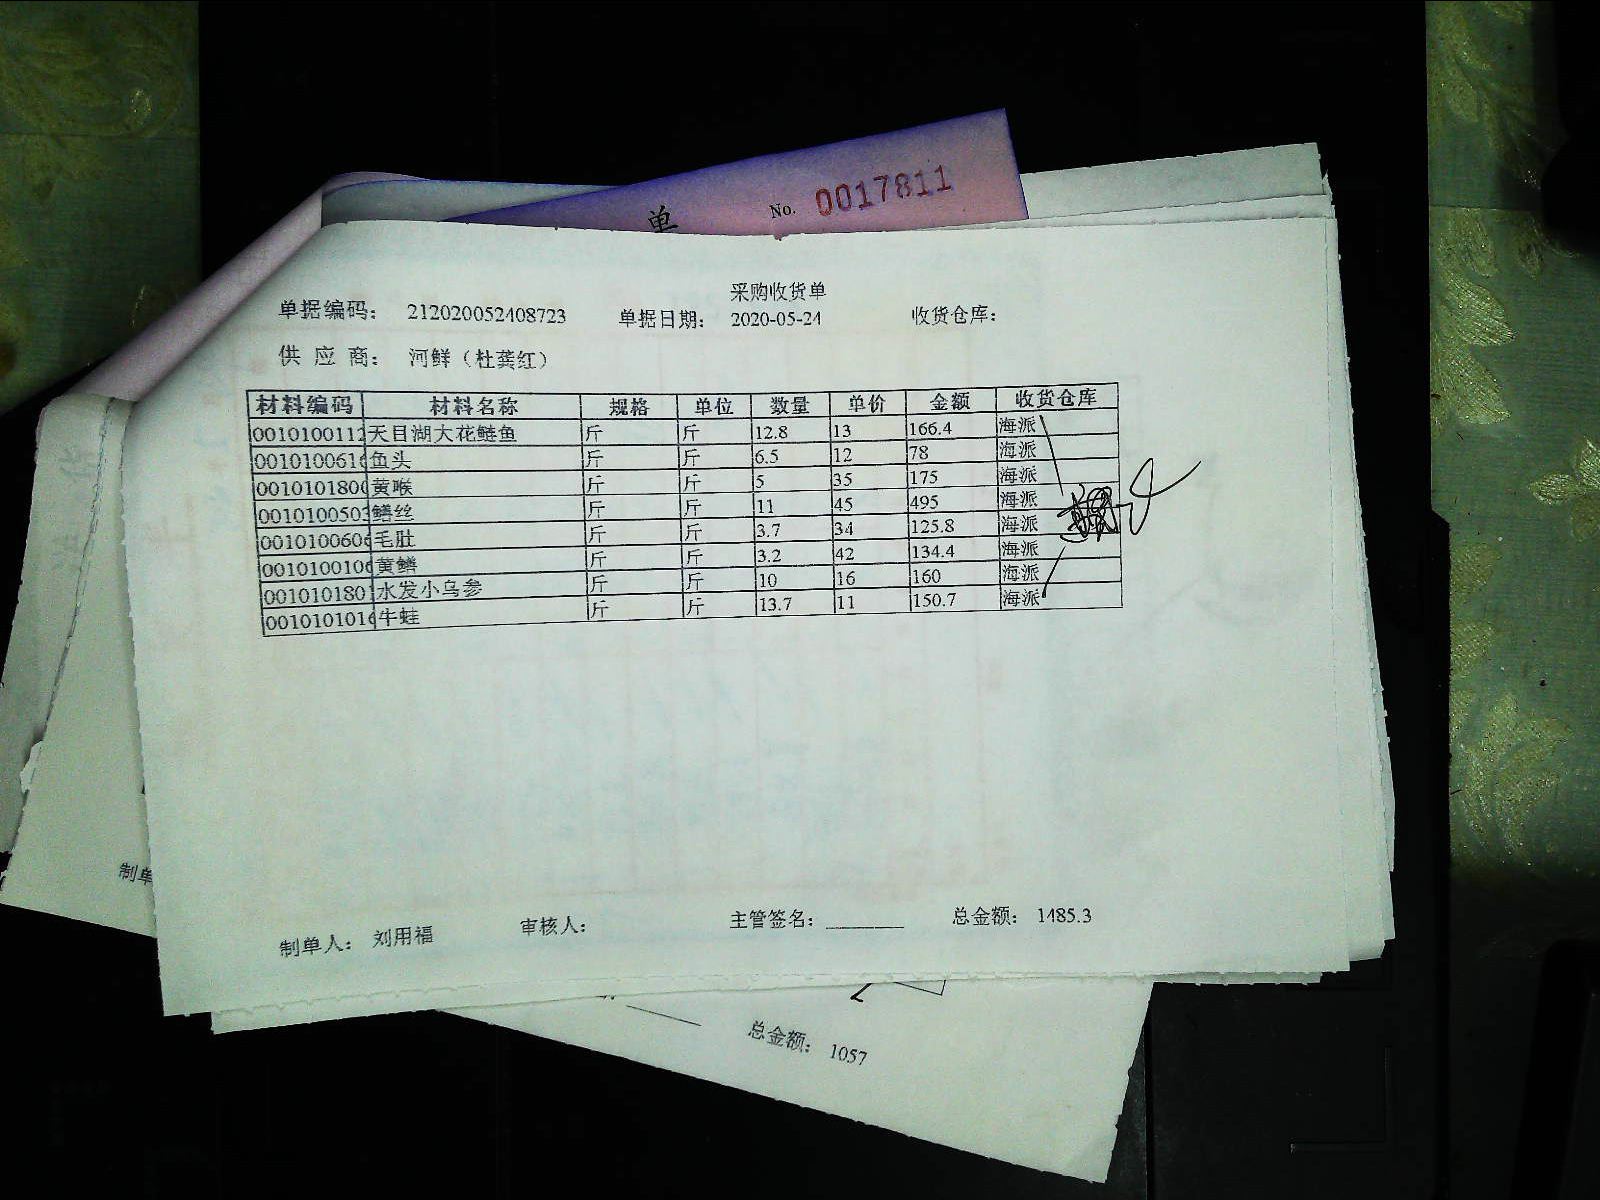 单 No. 0017811
采购收货单
单据编码： 212020052408723 单据日期： 2020-05-24 收货仓库：
供 应 商： 河鲜（杜龚红）
材料编码 材料名称 规格 单位 数量 单价 金额 收货仓库
0010100112 天目湖大花鲢鱼 斤 斤 12.8 13 166.4 海派
001010061 鱼头 斤 斤 6.5 12 78 海派
001010180 黄喉 斤 斤 5 35 175 海派
001010050 鳝丝 斤 斤 11 45 495 海派
001010060 毛肚 斤 斤 3.7 34 125.8 海派
001010010 黄鳝 斤 斤 3.2 42 134.4 海派
001010180 水发小乌参 斤 斤 10 16 160 海派
001010101 牛蛙 斤 斤 13.7 11 150.7 海派
制单
制单人： 刘用福 审核人： 主管签名： 总金额： 1485.3
总金额： 1057